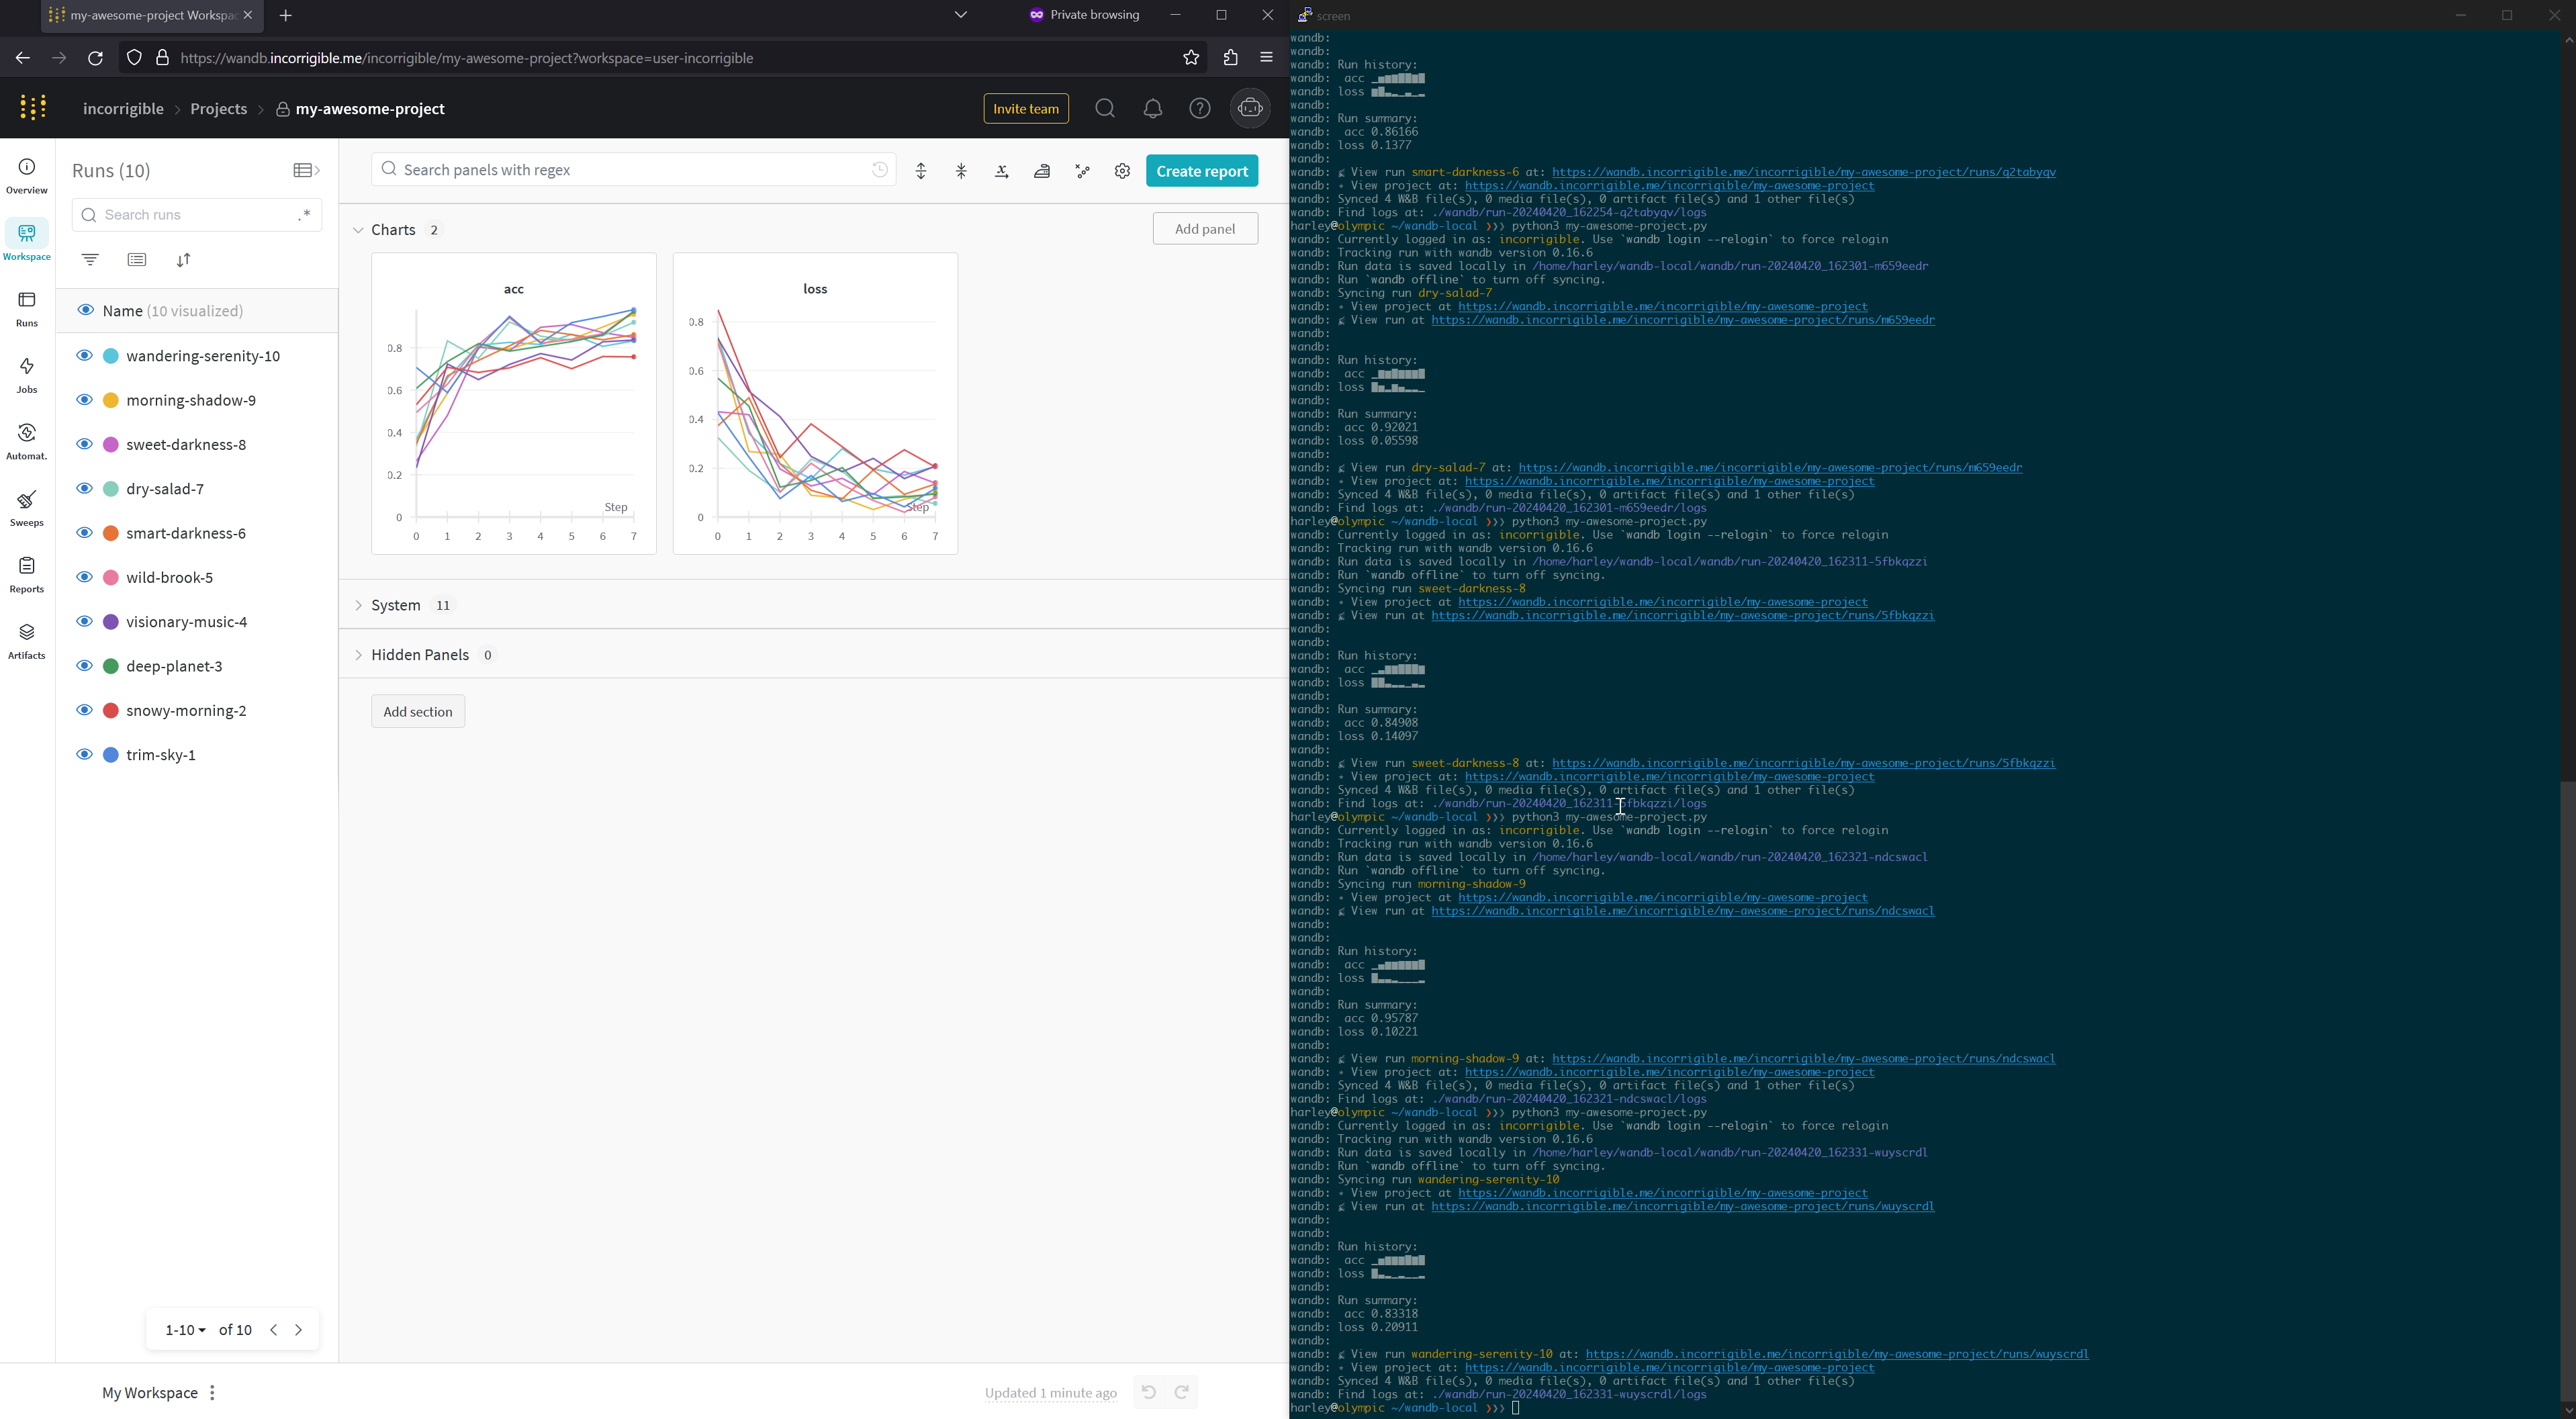 my-awesome-project Workspac
Private browsing
https://wandb.incorrigible.me/incorrigible/my-awesome-project?workspace=user-incorrigible
incorrigible > Projects > my-awesome-project
Invite team
Overview
Workspace
Runs
Jobs
Automat.
Sweeps
Reports
Artifacts
Runs (10)
Search runs
.*
Name (10 visualized)
wandering-serenity-10
morning-shadow-9
sweet-darkness-8
dry-salad-7
smart-darkness-6
wild-brook-5
visionary-music-4
deep-planet-3
snowy-morning-2
trim-sky-1
1-10 of 10
My Workspace
Search panels with regex
Create report
Charts 2
Add panel
acc
0.8
0.6
0.4
0.2
0
Step
0 1 2 3 4 5 6 7
loss
0.8
0.6
0.4
0.2
0
Step
0 1 2 3 4 5 6 7
System 11
Hidden Panels 0
Add section
Updated 1 minute ago
screen
wandb:
wandb:
wandb: Run history:
wandb: acc
wandb: loss
wandb:
wandb: Run summary:
wandb: acc 0.86166
wandb: loss 0.1377
wandb:
wandb: View run smart-darkness-6 at: https://wandb.incorrigible.me/incorrigible/my-awesome-project/runs/q2tabyqv
wandb: View project at: https://wandb.incorrigible.me/incorrigible/my-awesome-project
wandb: Synced 4 W&B file(s), 0 media file(s), 0 artifact file(s) and 1 other file(s)
wandb: Find logs at: ./wandb/run-20240420_162254-q2tabyqv/logs
harley@olympic ~/wandb-local ❯❯❯ python3 my-awesome-project.py
wandb: Currently logged in as: incorrigible. Use `wandb login --relogin` to force relogin
wandb: Tracking run with wandb version 0.16.6
wandb: Run data is saved locally in /home/harley/wandb-local/wandb/run-20240420_162301-m659eedr
wandb: Run `wandb offline` to turn off syncing.
wandb: Syncing run dry-salad-7
wandb: View project at https://wandb.incorrigible.me/incorrigible/my-awesome-project
wandb: View run at https://wandb.incorrigible.me/incorrigible/my-awesome-project/runs/m659eedr
wandb:
wandb:
wandb: Run history:
wandb: acc
wandb: loss
wandb:
wandb: Run summary:
wandb: acc 0.92021
wandb: loss 0.05598
wandb:
wandb: View run dry-salad-7 at: https://wandb.incorrigible.me/incorrigible/my-awesome-project/runs/m659eedr
wandb: View project at: https://wandb.incorrigible.me/incorrigible/my-awesome-project
wandb: Synced 4 W&B file(s), 0 media file(s), 0 artifact file(s) and 1 other file(s)
wandb: Find logs at: ./wandb/run-20240420_162301-m659eedr/logs
harley@olympic ~/wandb-local ❯❯❯ python3 my-awesome-project.py
wandb: Currently logged in as: incorrigible. Use `wandb login --relogin` to force relogin
wandb: Tracking run with wandb version 0.16.6
wandb: Run data is saved locally in /home/harley/wandb-local/wandb/run-20240420_162311-5fbkqzzi
wandb: Run `wandb offline` to turn off syncing.
wandb: Syncing run sweet-darkness-8
wandb: View project at https://wandb.incorrigible.me/incorrigible/my-awesome-project
wandb: View run at https://wandb.incorrigible.me/incorrigible/my-awesome-project/runs/5fbkqzzi
wandb:
wandb:
wandb: Run history:
wandb: acc
wandb: loss
wandb:
wandb: Run summary:
wandb: acc 0.84908
wandb: loss 0.14097
wandb:
wandb: View run sweet-darkness-8 at: https://wandb.incorrigible.me/incorrigible/my-awesome-project/runs/5fbkqzzi
wandb: View project at: https://wandb.incorrigible.me/incorrigible/my-awesome-project
wandb: Synced 4 W&B file(s), 0 media file(s), 0 artifact file(s) and 1 other file(s)
wandb: Find logs at: ./wandb/run-20240420_162311-5fbkqzzi/logs
harley@olympic ~/wandb-local ❯❯❯ python3 my-awesome-project.py
wandb: Currently logged in as: incorrigible. Use `wandb login --relogin` to force relogin
wandb: Tracking run with wandb version 0.16.6
wandb: Run data is saved locally in /home/harley/wandb-local/wandb/run-20240420_162321-ndcswacl
wandb: Run `wandb offline` to turn off syncing.
wandb: Syncing run morning-shadow-9
wandb: View project at https://wandb.incorrigible.me/incorrigible/my-awesome-project
wandb: View run at https://wandb.incorrigible.me/incorrigible/my-awesome-project/runs/ndcswacl
wandb:
wandb:
wandb: Run history:
wandb: acc
wandb: loss
wandb:
wandb: Run summary:
wandb: acc 0.95787
wandb: loss 0.10221
wandb:
wandb: View run morning-shadow-9 at: https://wandb.incorrigible.me/incorrigible/my-awesome-project/runs/ndcswacl
wandb: View project at: https://wandb.incorrigible.me/incorrigible/my-awesome-project
wandb: Synced 4 W&B file(s), 0 media file(s), 0 artifact file(s) and 1 other file(s)
wandb: Find logs at: ./wandb/run-20240420_162321-ndcswacl/logs
harley@olympic ~/wandb-local ❯❯❯ python3 my-awesome-project.py
wandb: Currently logged in as: incorrigible. Use `wandb login --relogin` to force relogin
wandb: Tracking run with wandb version 0.16.6
wandb: Run data is saved locally in /home/harley/wandb-local/wandb/run-20240420_162331-wuyscrdl
wandb: Run `wandb offline` to turn off syncing.
wandb: Syncing run wandering-serenity-10
wandb: View project at https://wandb.incorrigible.me/incorrigible/my-awesome-project
wandb: View run at https://wandb.incorrigible.me/incorrigible/my-awesome-project/runs/wuyscrdl
wandb:
wandb:
wandb: Run history:
wandb: acc
wandb: loss
wandb:
wandb: Run summary:
wandb: acc 0.83318
wandb: loss 0.20911
wandb:
wandb: View run wandering-serenity-10 at: https://wandb.incorrigible.me/incorrigible/my-awesome-project/runs/wuyscrdl
wandb: View project at: https://wandb.incorrigible.me/incorrigible/my-awesome-project
wandb: Synced 4 W&B file(s), 0 media file(s), 0 artifact file(s) and 1 other file(s)
wandb: Find logs at: ./wandb/run-20240420_162331-wuyscrdl/logs
harley@olympic ~/wandb-local ❯❯❯